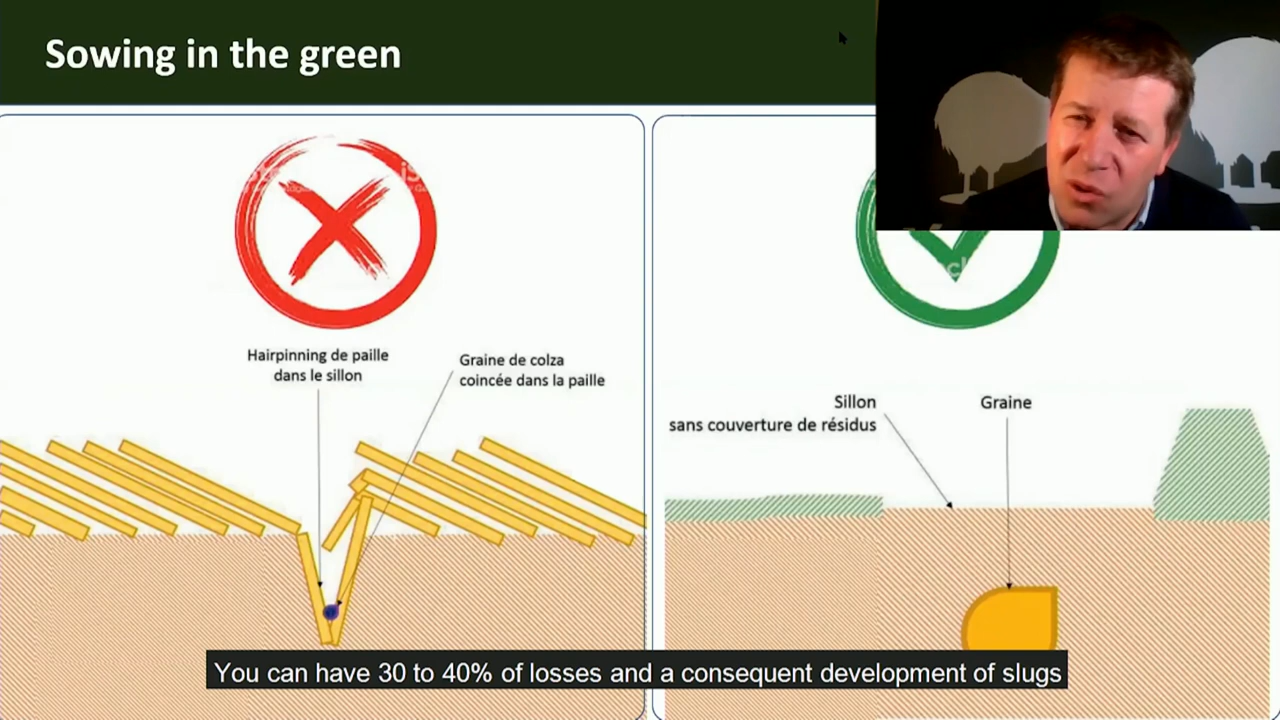 Sowing in the green
Hairpinning de paille
dans le sillon
Graine de colza
coincée dans la paille
Sillon
sans couverture de résidus
Graine
You can have 30 to 40% of losses and a consequent development of slugs